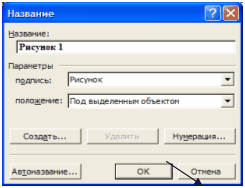 Название
Название:
Рисунок 1
Параметры
подпись: Рисунок
положение: Под выделенным объектом
Создать... Удалить Нумерация...
Автоназвание... ОК Отмена